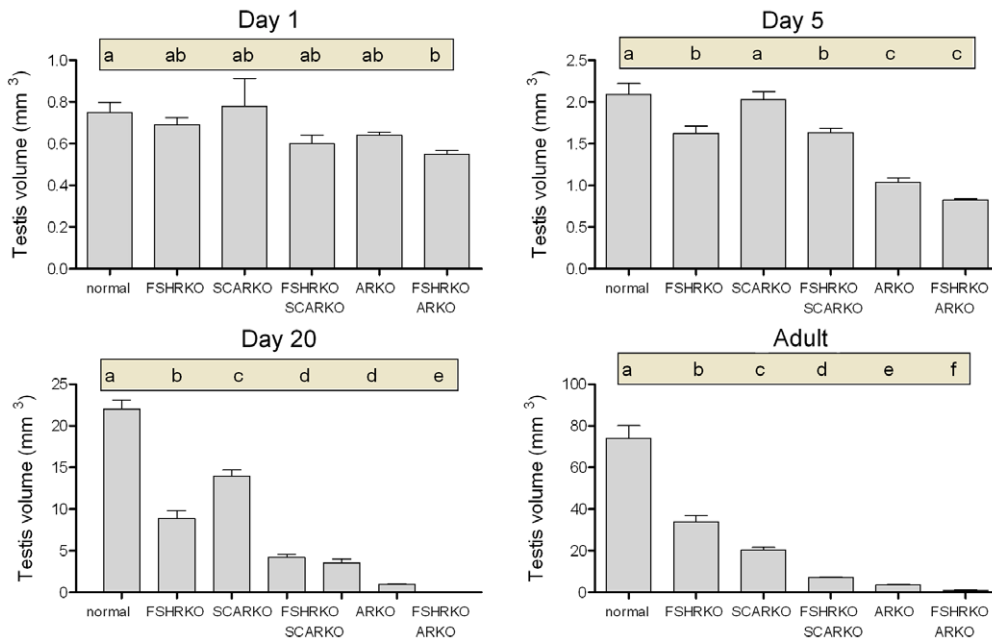 Day 1
a ab ab ab ab b
Testis volume (mm ³)
1.0
0.8
0.6
0.4
0.2
0.0
normal FSHRKO SCARKO FSHRKO ARKO FSHRKO
SCARKO ARKO
Day 5
a b a b c c
Testis volume (mm ³)
2.5
2.0
1.5
1.0
0.5
0.0
normal FSHRKO SCARKO FSHRKO ARKO FSHRKO
SCARKO ARKO
Day 20
a b c d d e
Testis volume (mm ³)
25
20
15
10
5
0
normal FSHRKO SCARKO FSHRKO ARKO FSHRKO
SCARKO ARKO
Adult
a b c d e f
Testis volume (mm ³)
100
80
60
40
20
0
normal FSHRKO SCARKO FSHRKO ARKO FSHRKO
SCARKO ARKO